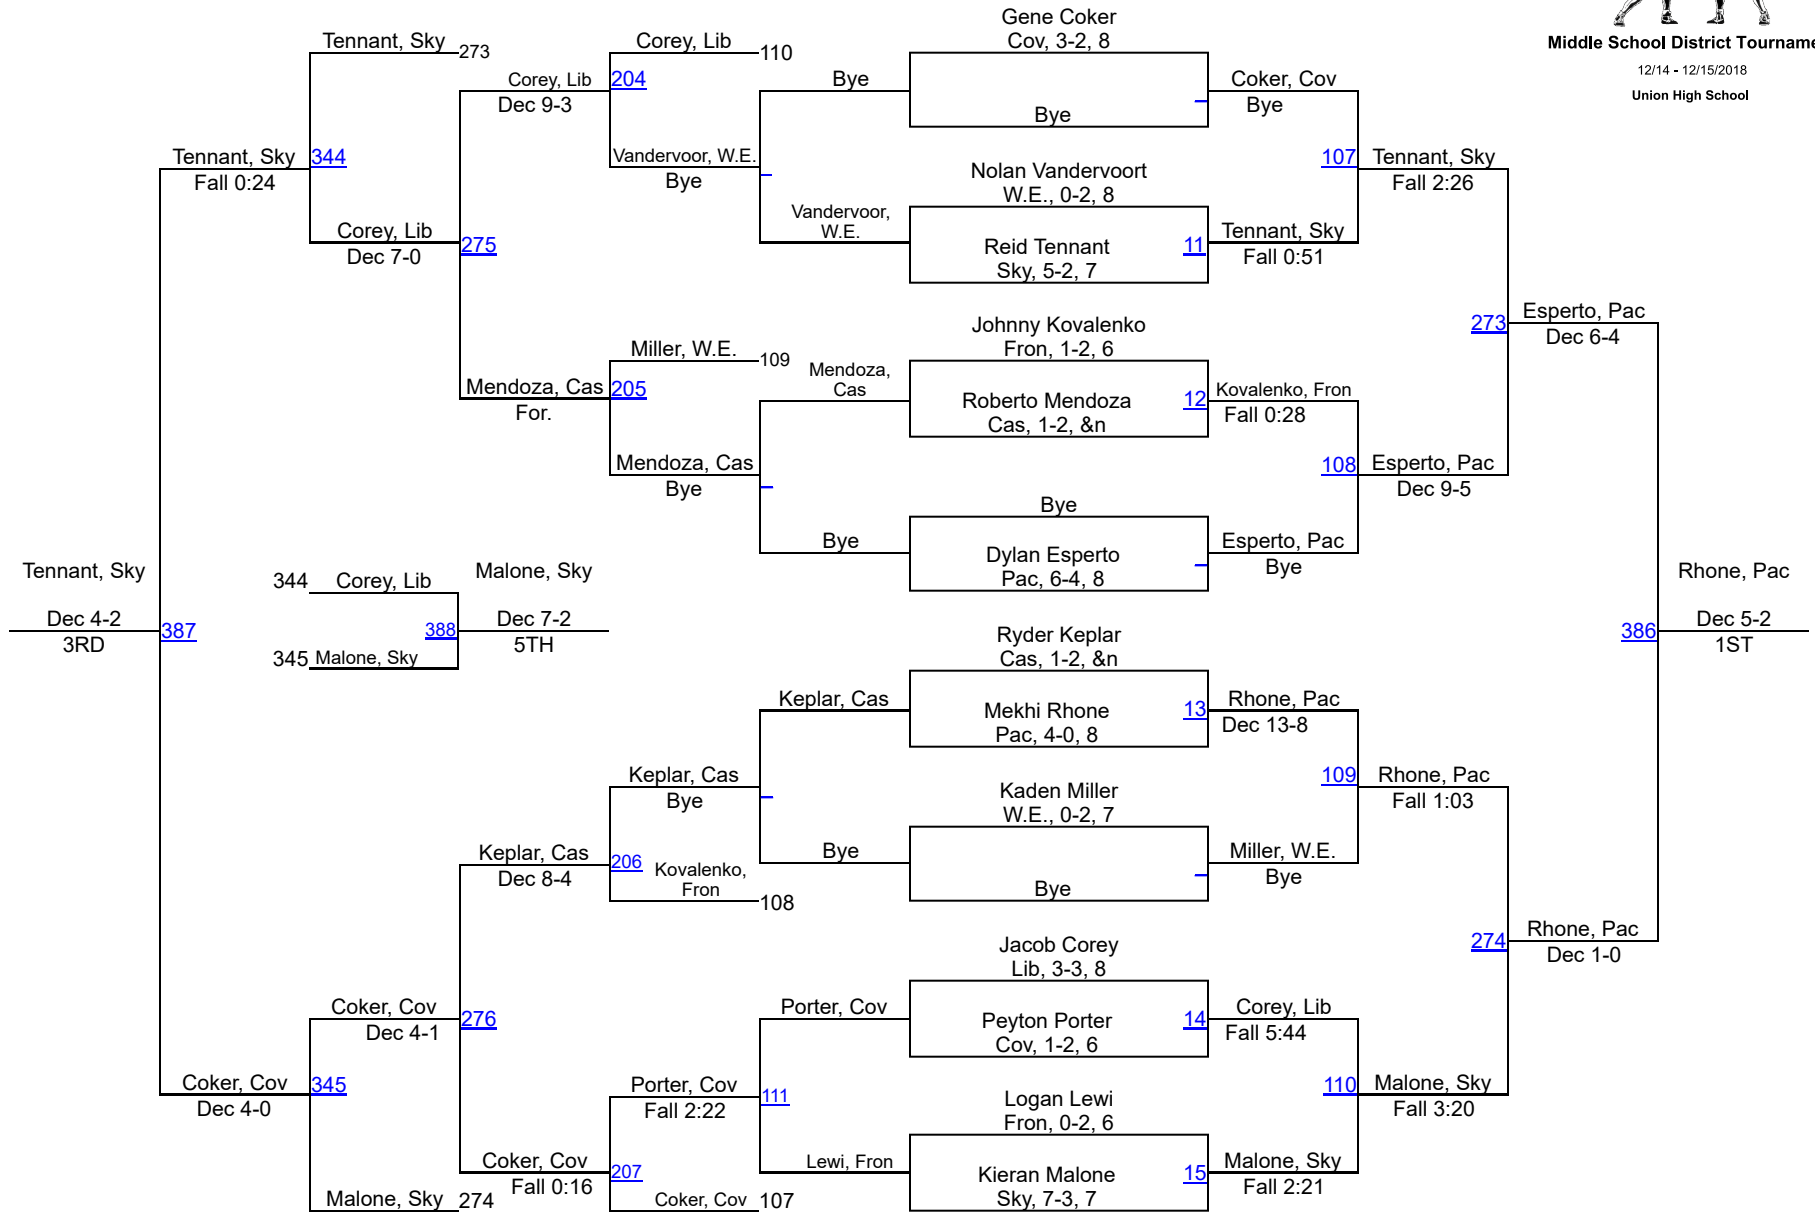 Middle School District Tourname
12/14 - 12/15/2018
Union High School
Tennant, Sky
273
Tennant, Sky
Fall 0:24
344
Corey, Lib
Dec 7-0
Corey, Lib
Dec 9-3
275
Mendoza, Cas
For.
Corey, Lib
110
204
Vandervoor, W.E.
Bye
Miller, W.E.
109
205
Mendoza, Cas
Bye
Bye
Vandervoor,
W.E.
Mendoza,
Cas
Bye
Gene Coker
Cov, 3-2, 8
Bye
Nolan Vandervoort
W.E., 0-2, 8
Reid Tennant
Sky, 5-2, 7
11
Johnny Kovalenko
Fron, 1-2, 6
Roberto Mendoza
Cas, 1-2, &n
12
Bye
Dylan Esperto
Pac, 6-4, 8
Coker, Cov
Bye
Tennant, Sky
Fall 0:51
Kovalenko, Fron
Fall 0:28
Esperto, Pac
Bye
107
Tennant, Sky
Fall 2:26
108
Esperto, Pac
Dec 9-5
273
Esperto, Pac
Dec 6-4
Tennant, Sky
Dec 4-2
3RD
387
344
Corey, Lib
345
Malone, Sky
388
Malone, Sky
Dec 7-2
5TH
386
Rhone, Pac
Dec 5-2
1ST
Ryder Keplar
Cas, 1-2, &n
Mekhi Rhone
Pac, 4-0, 8
13
Kaden Miller
W.E., 0-2, 7
Bye
Jacob Corey
Lib, 3-3, 8
Peyton Porter
Cov, 1-2, 6
14
Logan Lewi
Fron, 0-2, 6
Kieran Malone
Sky, 7-3, 7
15
Keplar, Cas
Bye
Porter, Cov
Lewi, Fron
Keplar, Cas
Bye
206
Kovalenko,
Fron
108
Porter, Cov
Fall 2:22
111
207
Coker, Cov
107
Keplar, Cas
Dec 8-4
276
Coker, Cov
Fall 0:16
Coker, Cov
Dec 4-1
345
Malone, Sky
274
Coker, Cov
Dec 4-0
Rhone, Pac
Dec 13-8
Miller, W.E.
Bye
Corey, Lib
Fall 5:44
Malone, Sky
Fall 2:21
109
Rhone, Pac
Fall 1:03
110
Malone, Sky
Fall 3:20
274
Rhone, Pac
Dec 1-0